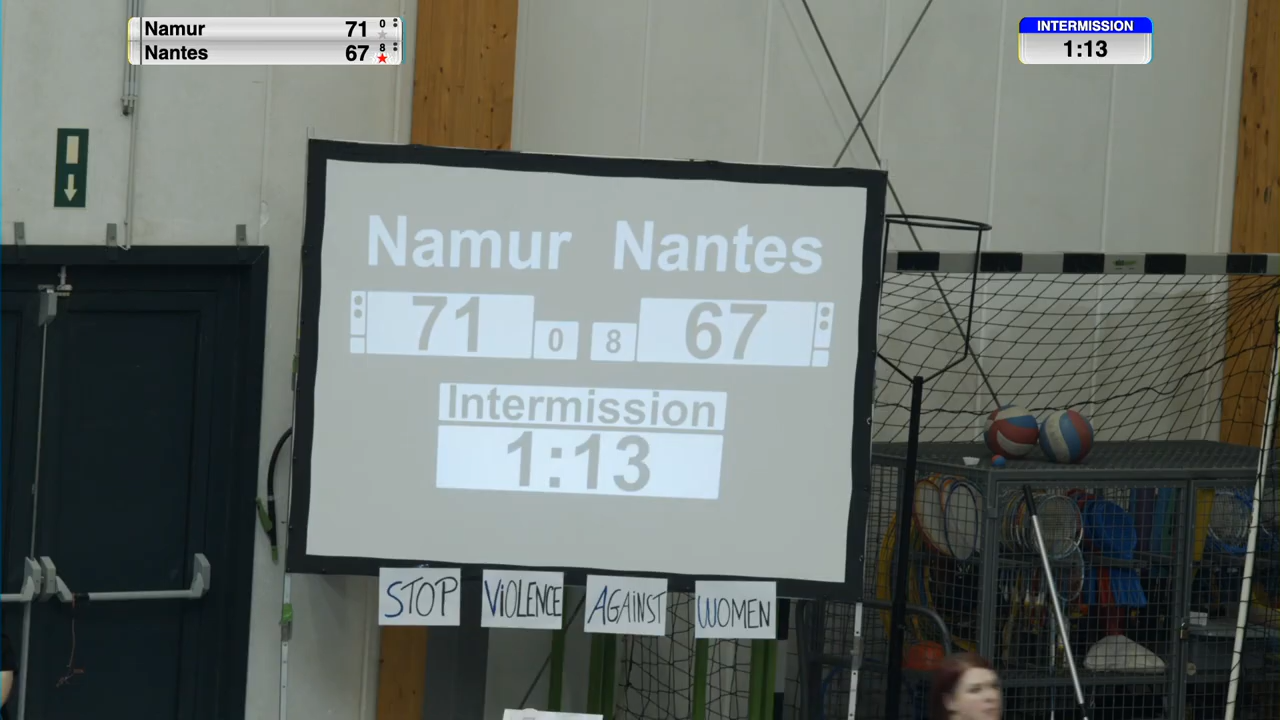 Namur 71 0
Nantes 67 8
INTERMISSION
1:13
Namur Nantes
71 0 8 67
Intermission
1:13
STOP VIOLENCE AGAINST WOMEN